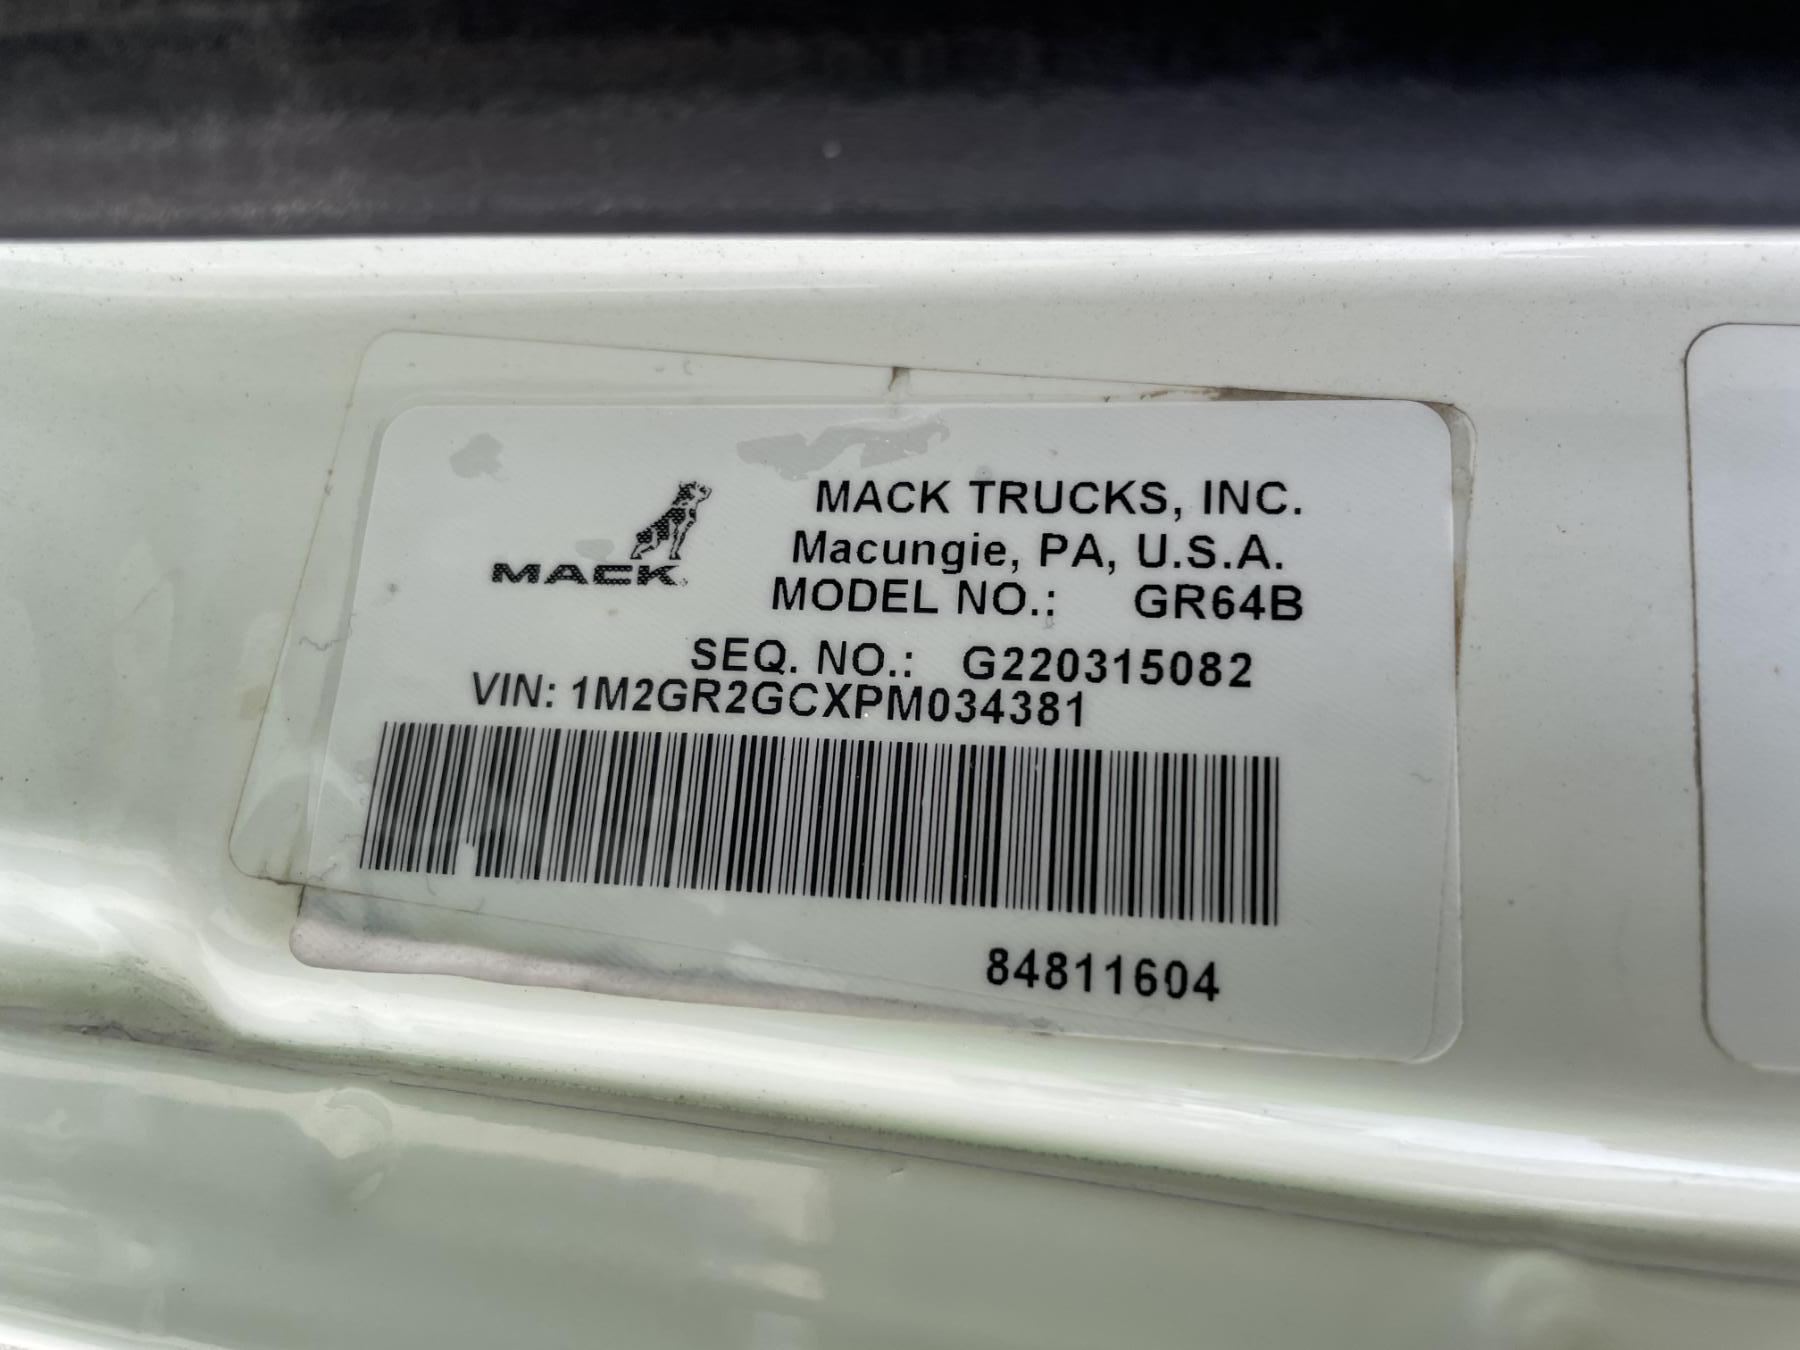 MACK
MACK TRUCKS, INC.
Macungie, PA, U.S.A.
MODEL NO.: GR64B
SEQ. NO.: G220315082
VIN: 1M2GR2GCXPM034381
84811604